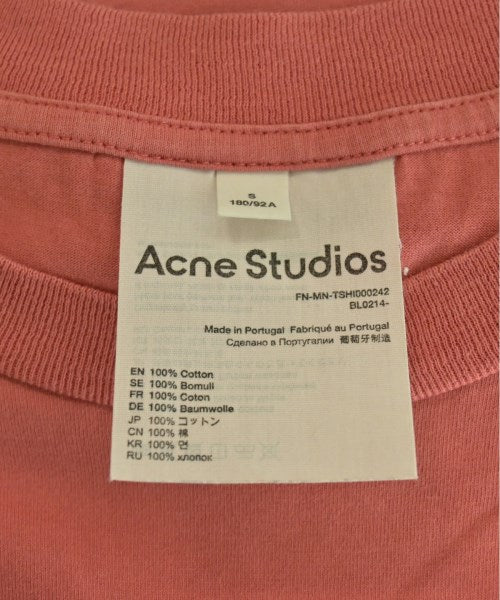 S
180/92A
Acne Studios
FN-MN-TSHI000242
BL0214-
Made in Portugal Fabriqué au Portugal
Сделано в Португалии 葡萄牙制造
EN 100% Cotton
SE 100% Bomull
FR 100% Coton
DE 100% Baumwolle
JP 100% コットン
CN 100% 棉
KR 100% 면
RU 100% хлопок